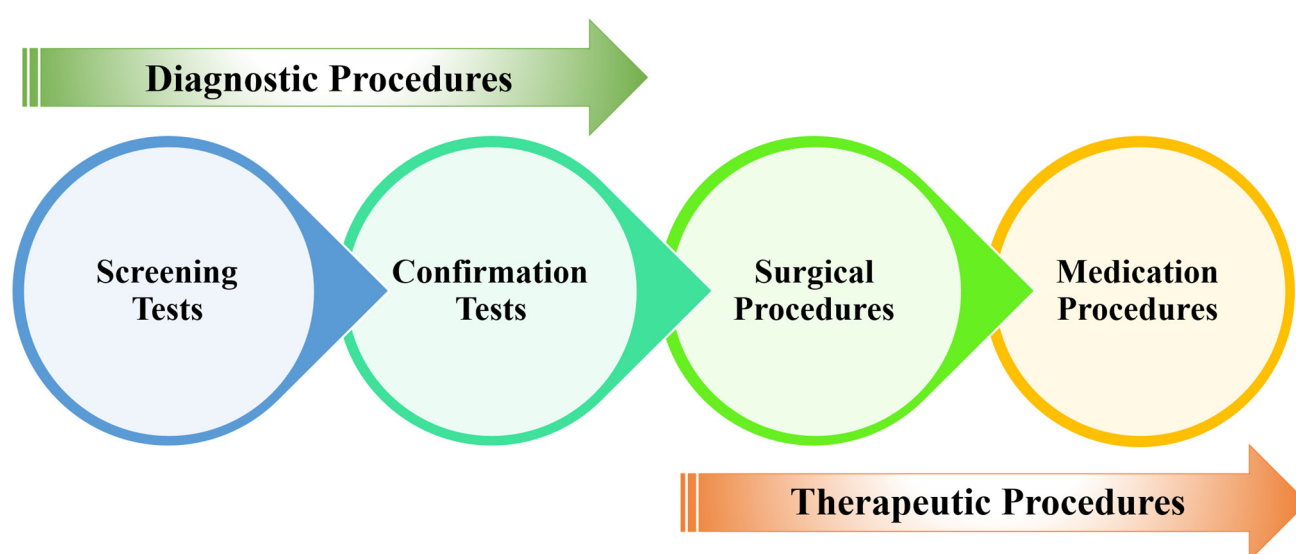 Diagnostic Procedures
Screening
Tests
Confirmation
Tests
Surgical
Procedures
Medication
Procedures
Therapeutic Procedures